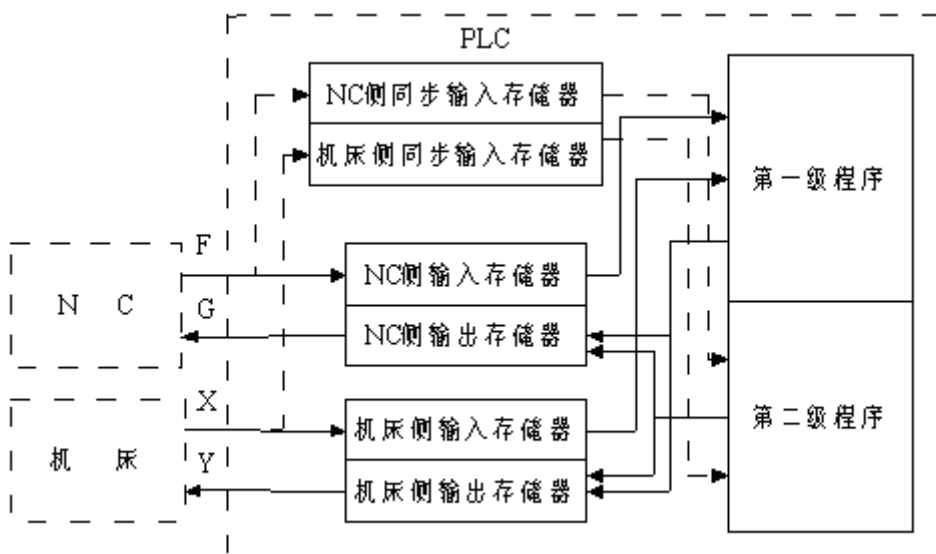 PLC
NC侧同步输入存储器
机床侧同步输入存储器
第一级程序
F
NC侧输入存储器
N C
G
NC侧输出存储器
X
机床侧输入存储器
第二级程序
机 床
Y
机床侧输出存储器